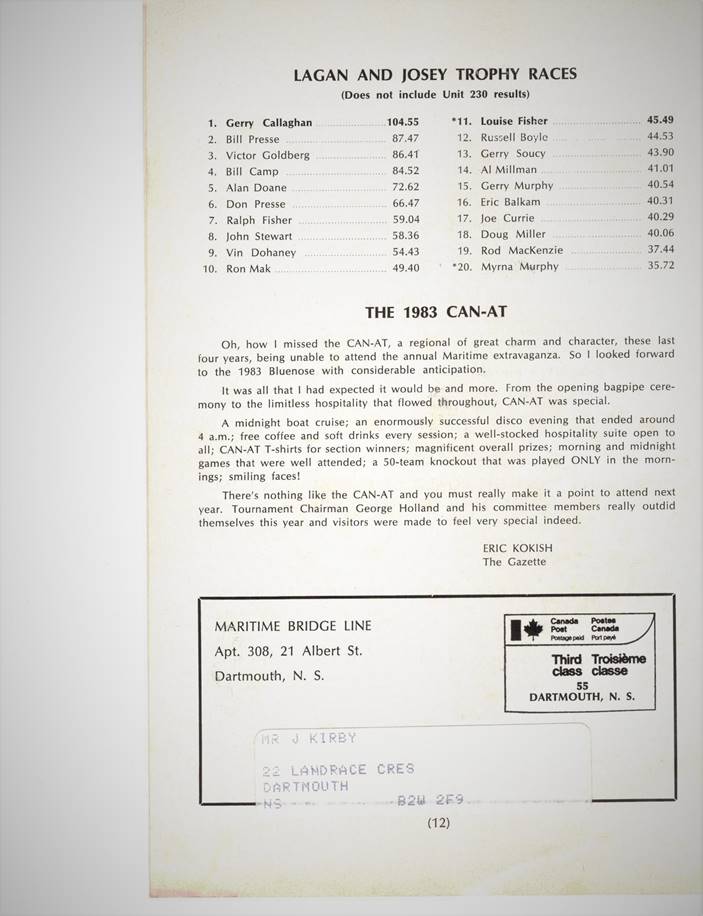 LAGAN AND JOSEY TROPHY RACES
(Does not include Unit 230 results)
1. Gerry Callaghan 104.55
2. Bill Presse 87.47
3. Victor Goldberg 86.41
4. Bill Camp 84.52
5. Alan Doane 72.62
6. Don Presse 66.47
7. Ralph Fisher 59.04
8. John Stewart 58.36
9. Vin Dohaney 54.43
10. Ron Mak 49.40
*11. Louise Fisher 45.49
12. Russell Boyle 44.53
13. Gerry Soucy 43.90
14. Al Millman 41.01
15. Gerry Murphy 40.54
16. Eric Balkam 40.31
17. Joe Currie 40.29
18. Doug Miller 40.06
19. Rod MacKenzie 37.44
*20. Myrna Murphy 35.72
THE 1983 CAN-AT
Oh, how I missed the CAN-AT, a regional of great charm and character, these last
four years, being unable to attend the annual Maritime extravaganza. So I looked forward
to the 1983 Bluenose with considerable anticipation.
It was all that I had expected it would be and more. From the opening bagpipe cere-
mony to the limitless hospitality that flowed throughout, CAN-AT was special.
A midnight boat cruise; an enormously successful disco evening that ended around
4 a.m.; free coffee and soft drinks every session; a well-stocked hospitality suite open to
all; CAN-AT T-shirts for section winners; magnificent overall prizes; morning and midnight
games that were well attended; a 50-team knockout that was played ONLY in the morn-
ings; smiling faces!
There's nothing like the CAN-AT and you must really make it a point to attend next
year. Tournament Chairman George Holland and his committee members really outdid
themselves this year and visitors were made to feel very special indeed.
ERIC KOKISH
The Gazette
MARITIME BRIDGE LINE
Apt. 308, 21 Albert St.
Dartmouth, N. S.
Canada Postes
Post Canada
Postage paid Port payé
Third Troisième
class classe
55
DARTMOUTH, N. S.
MR J KIRBY
22 LANDRACE CRES
DARTMOUTH
NS B2W 2F9
(12)